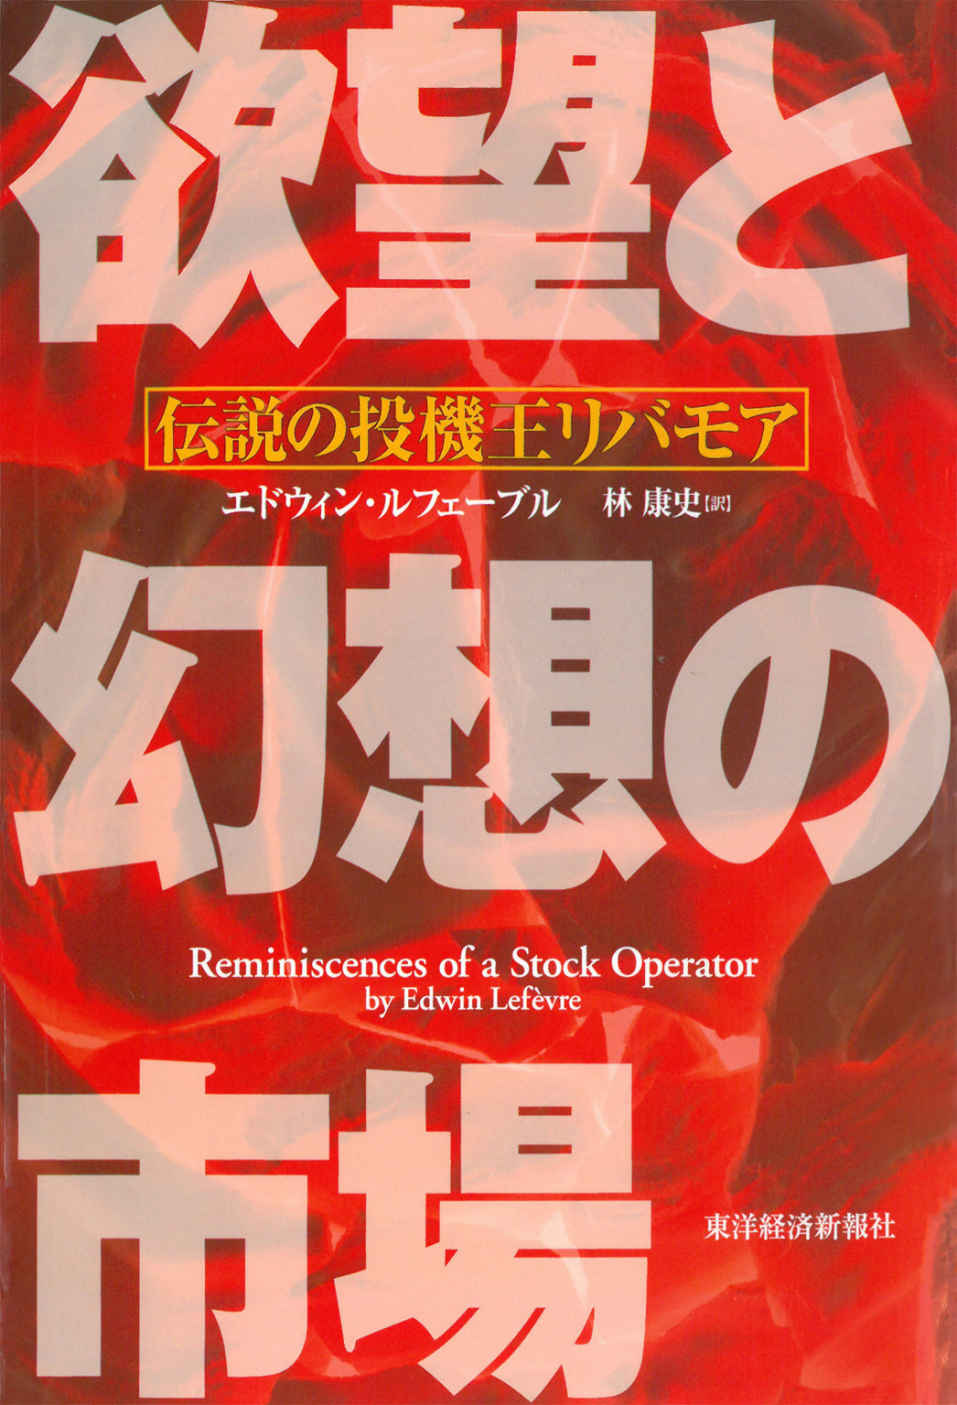 欲望と
伝説の投機王リバモア
エドウィン・ルフェーブル 林 康史【訳】
幻想の
Reminiscences of a Stock Operator
by Edwin Lefèvre
市場
東洋経済新報社